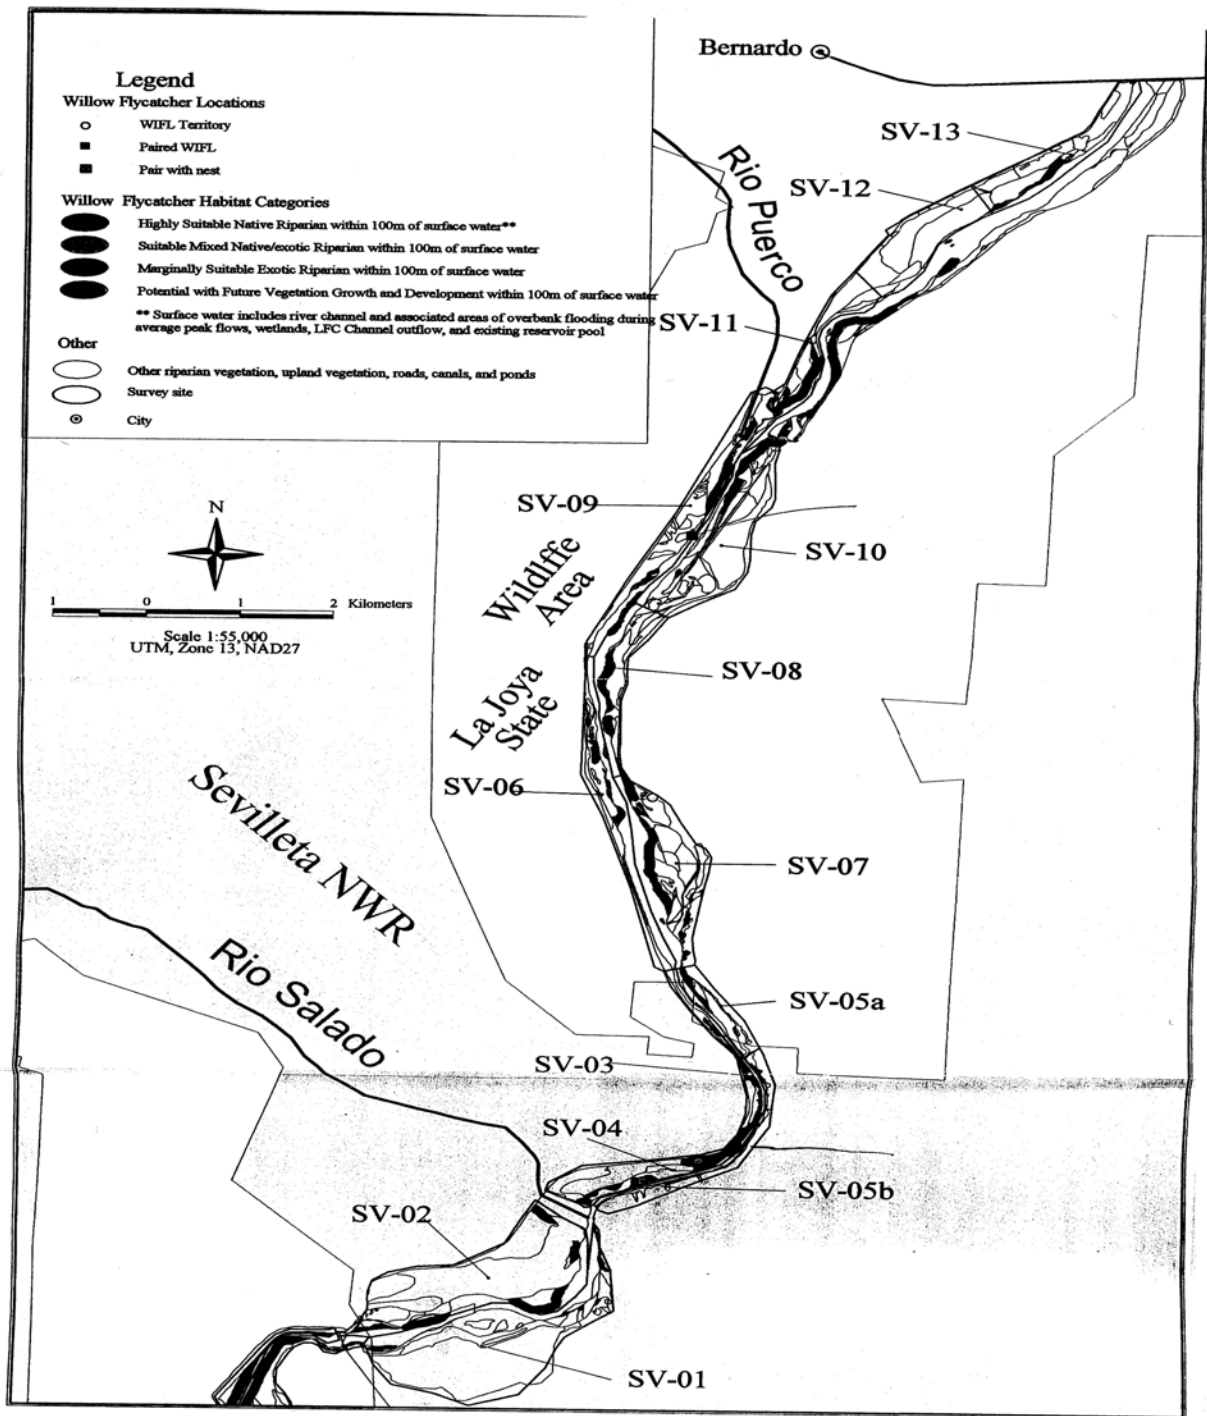 Legend
Willow Flycatcher Locations
WIFL Territory
Paired WIFL
Pair with nest
Willow Flycatcher Habitat Categories
Highly Suitable Native Riparian within 100m of surface water**
Suitable Mixed Native/exotic Riparian within 100m of surface water
Marginally Suitable Exotic Riparian within 100m of surface water
Potential with Future Vegetation Growth and Development within 100m of surface water
** Surface water includes river channel and associated areas of overbank flooding during
average peak flows, wetlands, LFC Channel outflow, and existing reservoir pool
Other
Other riparian vegetation, upland vegetation, roads, canals, and ponds
Survey site
City
Bernardo
SV-13
Rio Puerco
SV-12
SV-11
N
SV-09
SV-10
1 0 1 2 Kilometers
Scale 1:55,000
UTM, Zone 13, NAD27
Wildlffe
Area
La Joya
State
SV-08
SV-06
Sevilleta NWR
SV-07
Rio Salado
SV-05a
SV-03
SV-04
SV-05b
SV-02
SV-01